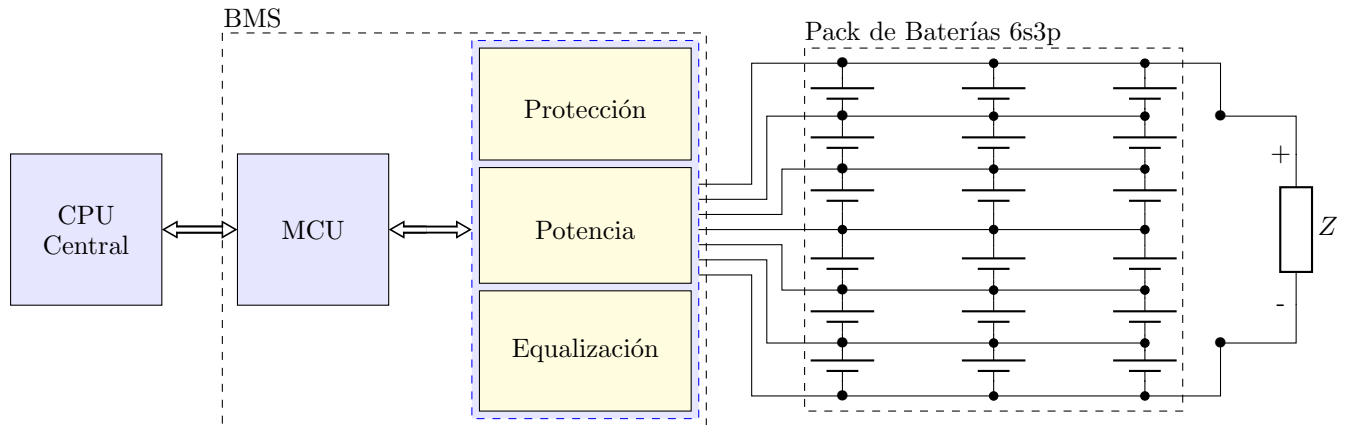 BMS
Pack de Baterías 6s3p
Protección
CPU
Central
MCU
Potencia
Equalización
+
Z
-